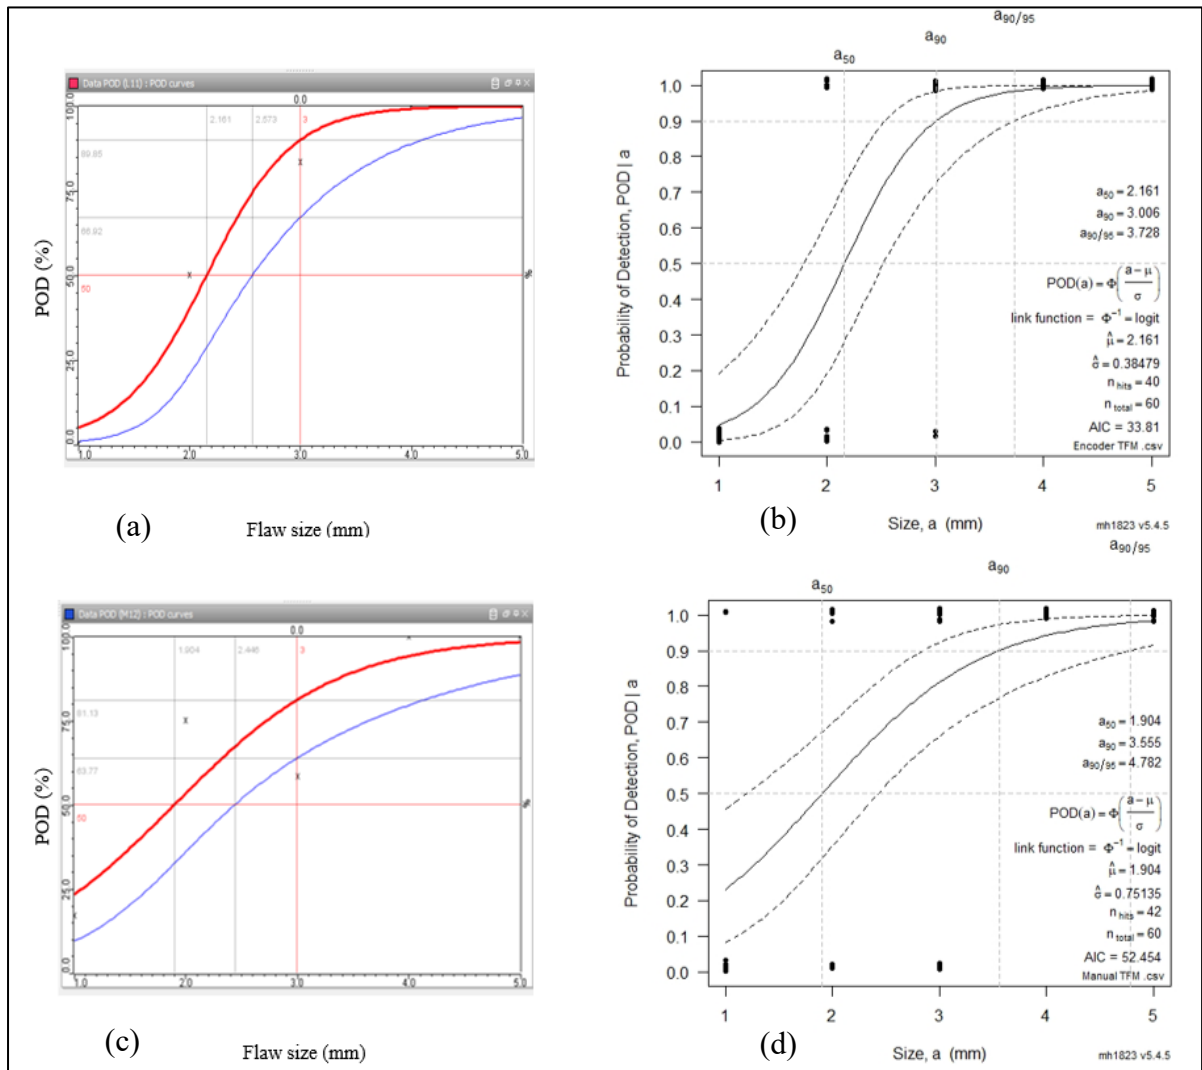 Data POD (L11) : POD curves
0.0
100.0
2.161
2.573
3
89.85
75.0
66.92
50.0
50
%
25.0
0.0
1.0
2.0
3.0
4.0
5.0
POD (%)
(a)
Flaw size (mm)
a50
a90
a90/95
1.0
0.9
0.8
0.7
0.6
0.5
0.4
0.3
0.2
0.1
0.0
Probability of Detection, POD | a
a50 = 2.161
a90 = 3.006
a90/95 = 3.728
POD(a) = Φ(a − μ / σ)
link function = Φ⁻¹ = logit
μ̂ = 2.161
σ̂ = 0.38479
n hits = 40
n total = 60
AIC = 33.81
Encoder TFM .csv
1 2 3 4 5
(b)
Size, a (mm)
mh1823 v5.4.5
Data POD (M12) : POD curves
0.0
100.0
1.904
2.446
3
81.13
75.0
63.77
50.0
50
%
25.0
0.0
1.0
2.0
3.0
4.0
5.0
POD (%)
(c)
Flaw size (mm)
a50
a90
a90/95
1.0
0.9
0.8
0.7
0.6
0.5
0.4
0.3
0.2
0.1
0.0
Probability of Detection, POD | a
a50 = 1.904
a90 = 3.555
a90/95 = 4.782
POD(a) = Φ(a − μ / σ)
link function = Φ⁻¹ = logit
μ̂ = 1.904
σ̂ = 0.75135
n hits = 42
n total = 60
AIC = 52.454
Manual TFM .csv
1 2 3 4 5
(d)
Size, a (mm)
mh1823 v5.4.5